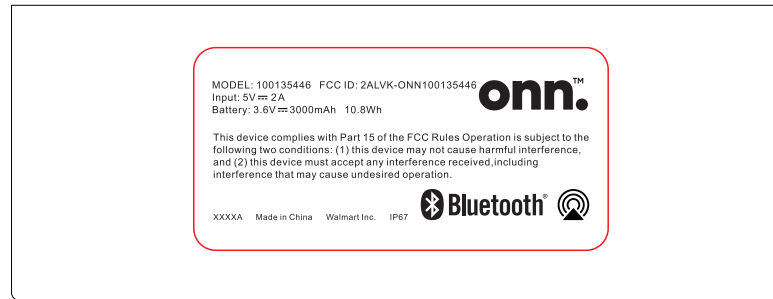 MODEL: 100135446 FCC ID: 2ALVK-ONN100135446
onn.™
Input: 5V⎓2A
Battery: 3.6V⎓3000mAh 10.8Wh
This device complies with Part 15 of the FCC Rules Operation is subject to the
following two conditions: (1) this device may not cause harmful interference,
and (2) this device must accept any interference received,including
interference that may cause undesired operation.
XXXXA Made in China Walmart Inc. IP67
Bluetooth®